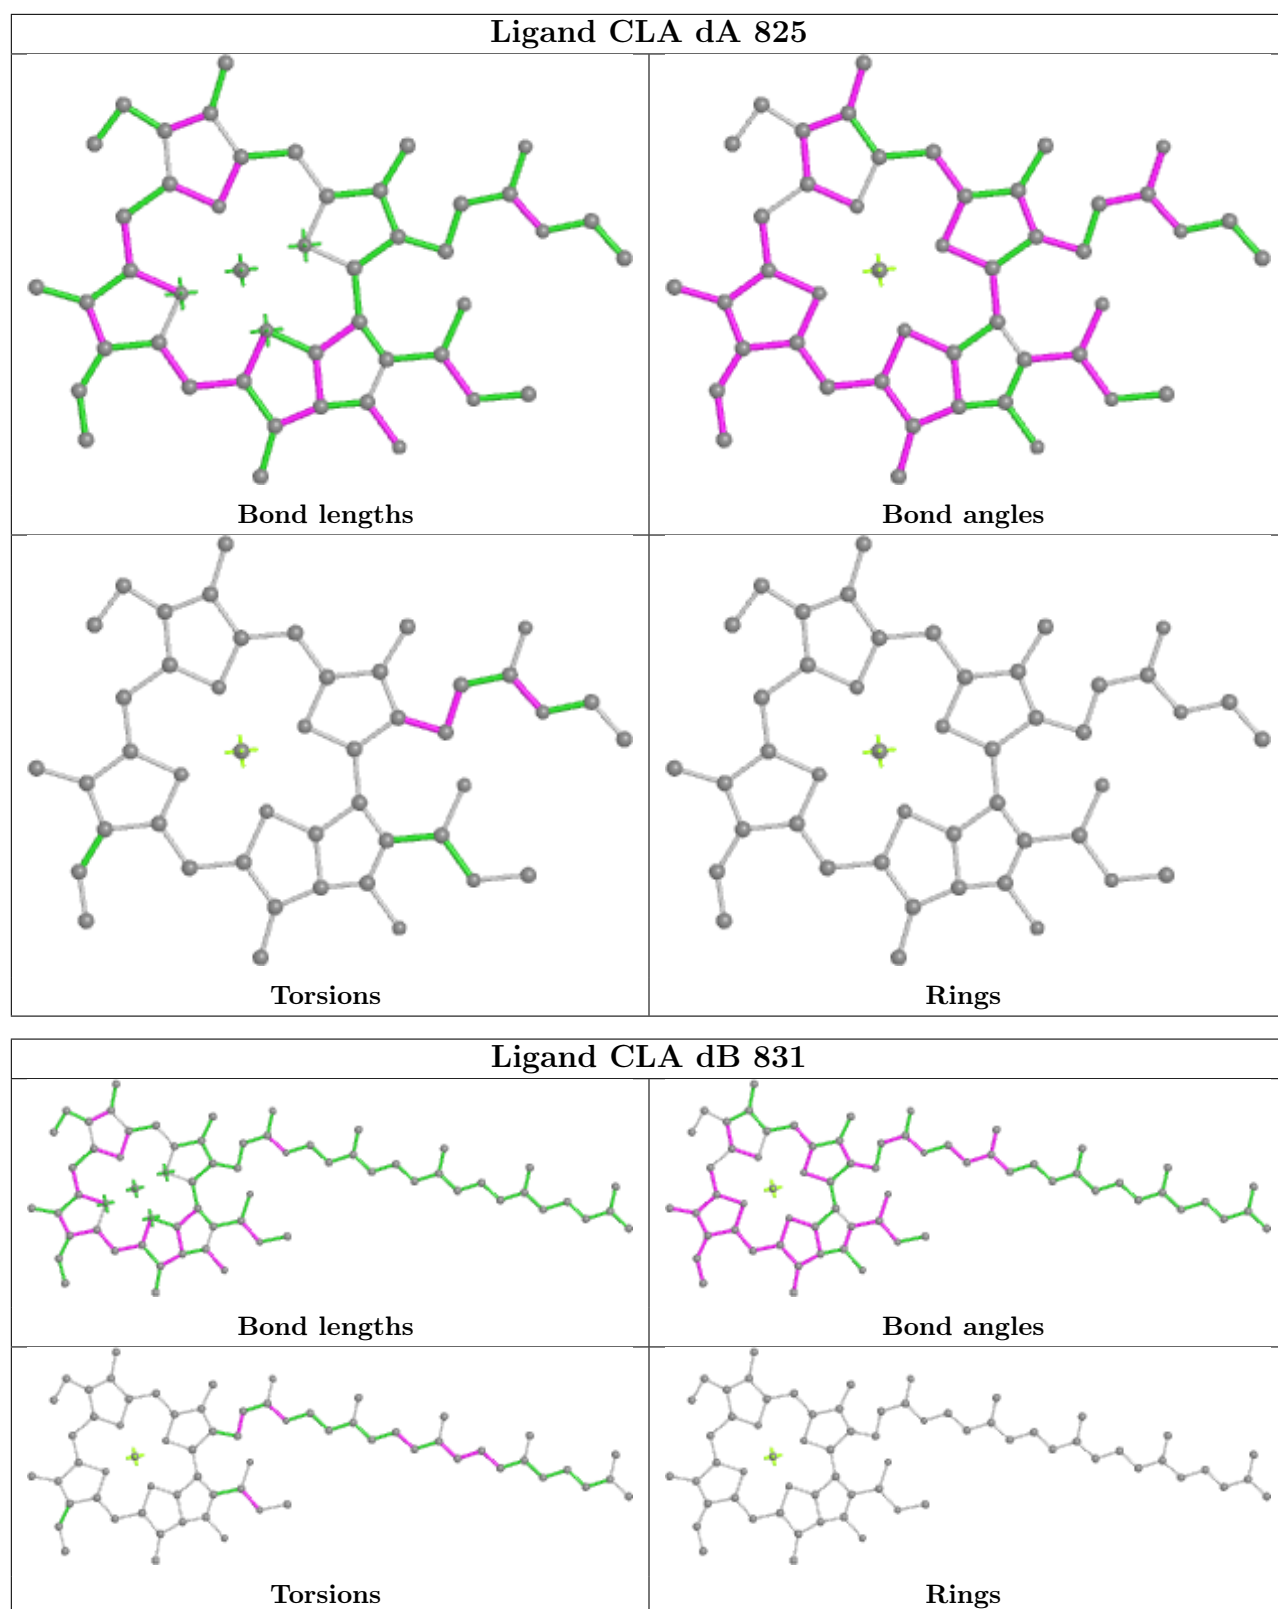 Ligand CLA dA 825
Bond lengths
Bond angles
Torsions
Rings
Ligand CLA dB 831
Bond lengths
Bond angles
Torsions
Rings